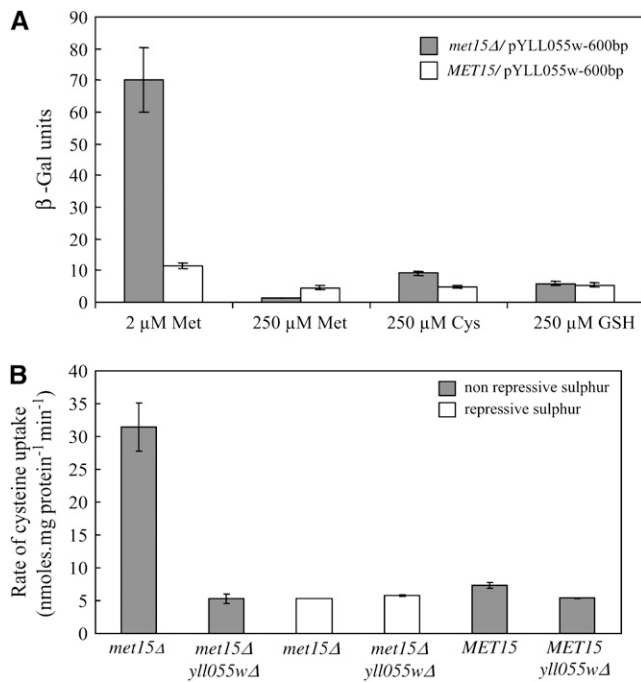 A
β -Gal units
90
80
70
60
50
40
30
20
10
0
met15Δ/ pYLL055w-600bp
MET15/ pYLL055w-600bp
2 µM Met
250 µM Met
250 µM Cys
250 µM GSH
B
Rate of cysteine uptake
(nmoles.mg protein⁻¹ min⁻¹)
40
35
30
25
20
15
10
5
0
non repressive sulphur
repressive sulphur
met15Δ
met15Δ
yll055wΔ
met15Δ
met15Δ
yll055wΔ
MET15
MET15
yll055wΔ